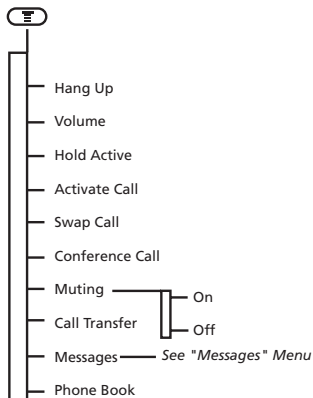 Hang Up
Volume
Hold Active
Activate Call
Swap Call
Conference Call
Muting
On
Off
Call Transfer
Messages
See "Messages" Menu
Phone Book